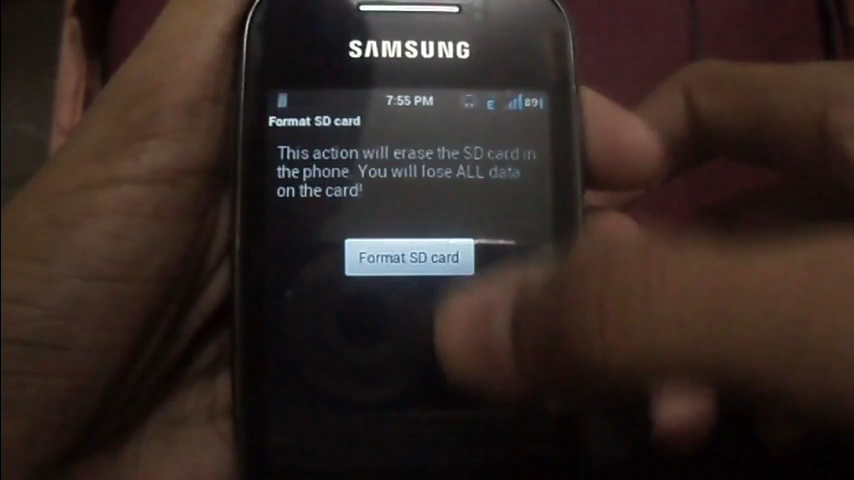 SAMSUNG
7:55 PM E 89
Format SD card
This action will erase the SD card in
the phone. You will lose ALL data
on the card!
Format SD card